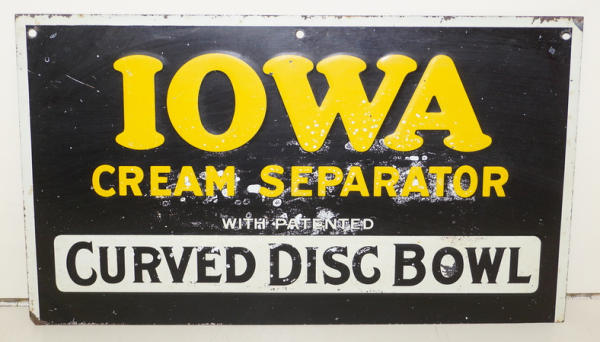 IOWA
CREAM SEPARATOR
WITH PATENTED
CURVED DISC BOWL